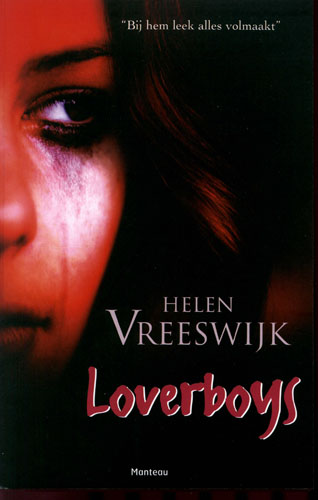 "Bij hem leek alles volmaakt"
HELEN
VREESWIJK
Loverboys
Manteau